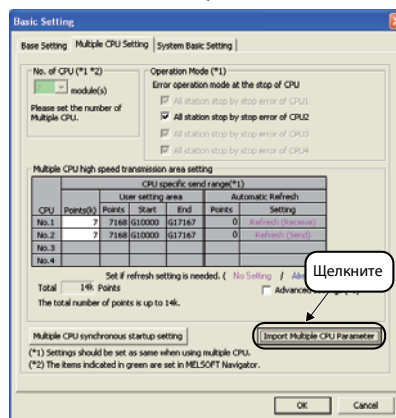 Basic Setting
Base Setting Multiple CPU Setting System Basic Setting
No. of CPU (*1 *2)
module(s)
Please set the number of
Multiple CPU.
Operation Mode (*1)
Error operation mode at the stop of CPU
All station stop by stop error of CPU1
All station stop by stop error of CPU2
All station stop by stop error of CPU3
All station stop by stop error of CPU4
Multiple CPU high speed transmission area setting
CPU specific send range(*1)
User setting area Automatic Refresh
CPU Points(k) Points Start End Points Setting
No.1 7 7168 G10000 G17167 0 Refresh (Receive)
No.2 7 7168 G10000 G17167 0 Refresh (Send)
No.3
No.4
Set if refresh setting is needed. ( No Setting /
Щелкните
Total 14k Points
Advanced
The total number of points is up to 14k.
Multiple CPU synchronous startup setting
Import Multiple CPU Parameter
(*1) Settings should be set as same when using multiple CPU.
(*2) The items indicated in green are set in MELSOFT Navigator.
OK Cancel